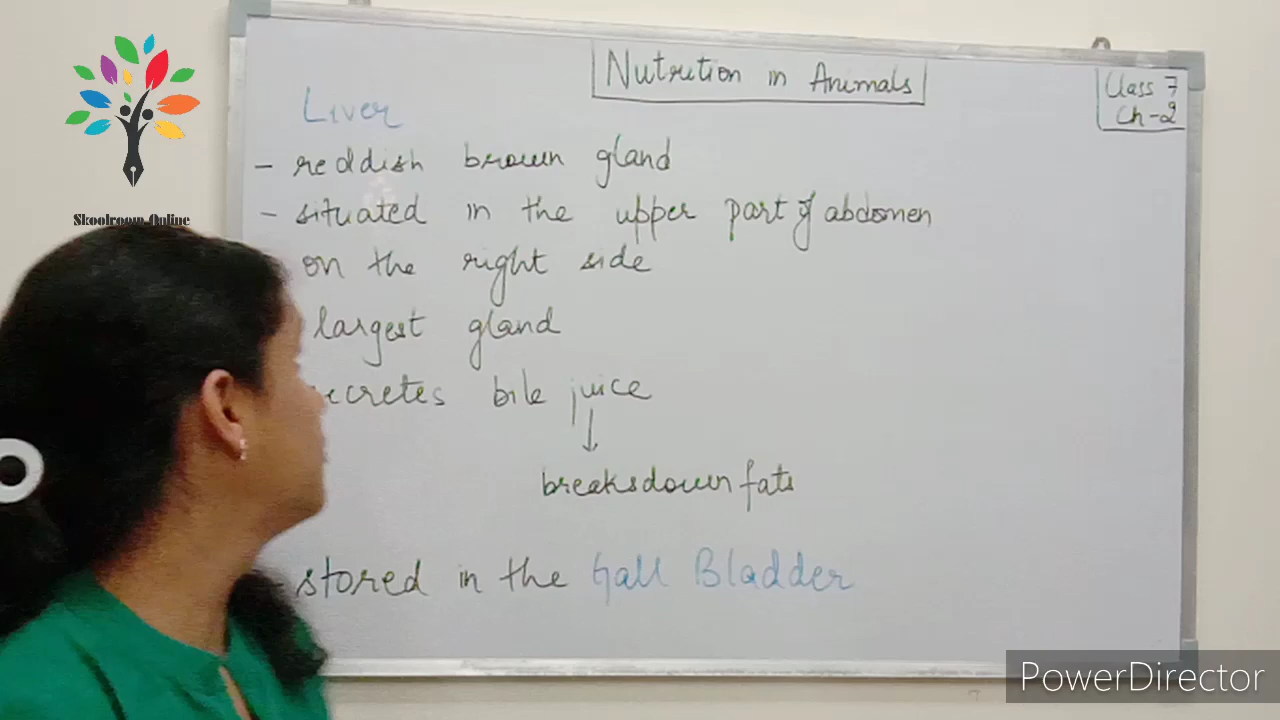 Nutrition in Animals
Class 7
Ch-2
Skoolroom Online
Liver
- reddish brown gland
- situated in the upper part of abdomen
on the right side
largest gland
secretes bile juice
↓
breaksdown fats
- stored in the Gall Bladder
PowerDirector